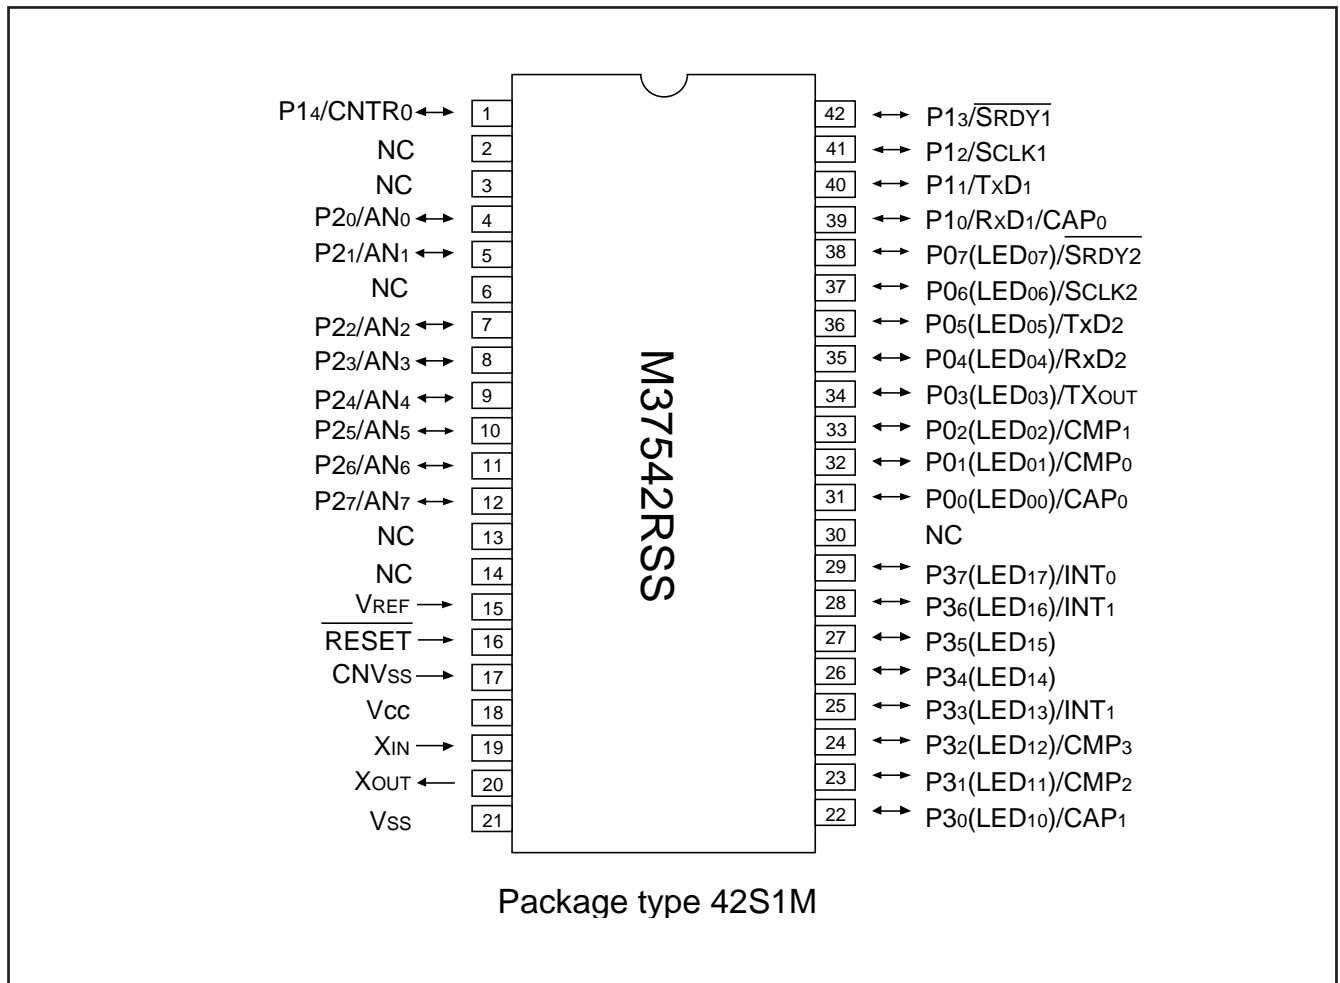 P14/CNTR0 1
NC 2
NC 3
P20/AN0 4
P21/AN1 5
NC 6
P22/AN2 7
P23/AN3 8
P24/AN4 9
P25/AN5 10
P26/AN6 11
P27/AN7 12
NC 13
NC 14
VREF 15
RESET 16
CNVSS 17
Vcc 18
XIN 19
XOUT 20
VSS 21
M37542RSS
42 P13/SRDY1
41 P12/SCLK1
40 P11/TXD1
39 P10/RXD1/CAP0
38 P07(LED07)/SRDY2
37 P06(LED06)/SCLK2
36 P05(LED05)/TxD2
35 P04(LED04)/RxD2
34 P03(LED03)/TXOUT
33 P02(LED02)/CMP1
32 P01(LED01)/CMP0
31 P00(LED00)/CAP0
30 NC
29 P37(LED17)/INT0
28 P36(LED16)/INT1
27 P35(LED15)
26 P34(LED14)
25 P33(LED13)/INT1
24 P32(LED12)/CMP3
23 P31(LED11)/CMP2
22 P30(LED10)/CAP1
Package type 42S1M